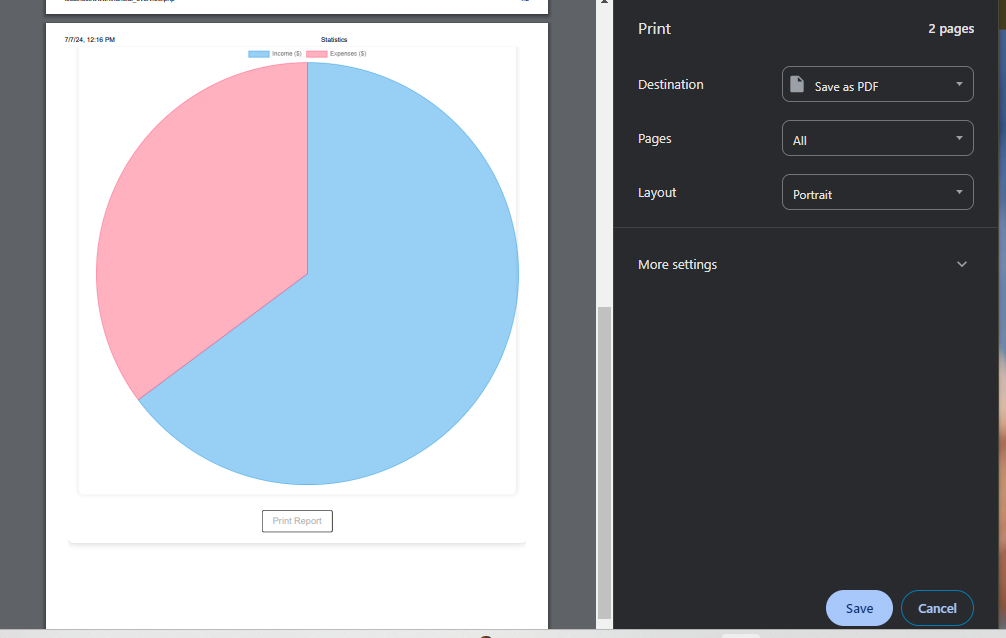 7/7/24, 12:16 PM Statistics
Income ($) Expenses ($)
Print Report
Print 2 pages
Destination Save as PDF
Pages All
Layout Portrait
More settings
Save Cancel